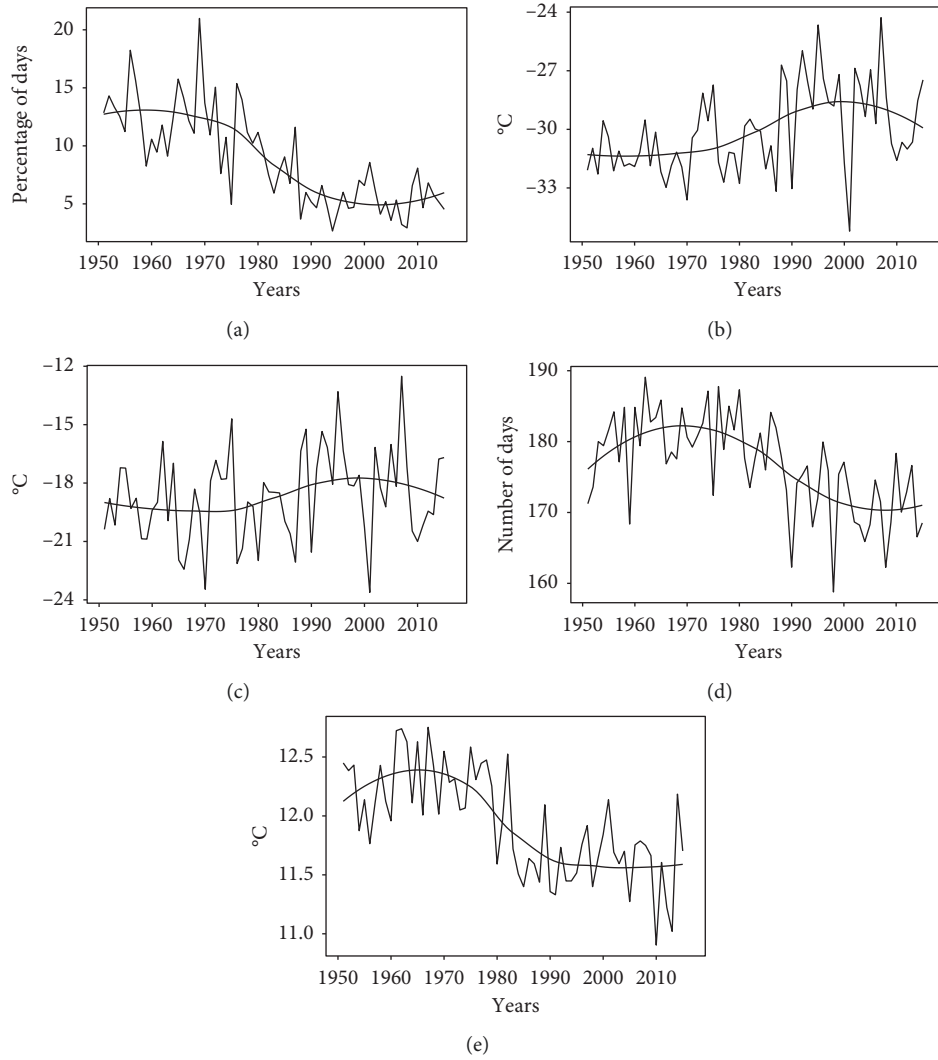 Percentage of days
20
15
10
5
1950 1960 1970 1980 1990 2000 2010
Years
(a)
°C
–24
–27
–30
–33
1950 1960 1970 1980 1990 2000 2010
Years
(b)
°C
–12
–15
–18
–21
–24
1950 1960 1970 1980 1990 2000 2010
Years
(c)
Number of days
190
180
170
160
1950 1960 1970 1980 1990 2000 2010
Years
(d)
°C
12.5
12.0
11.5
11.0
1950 1960 1970 1980 1990 2000 2010
Years
(e)